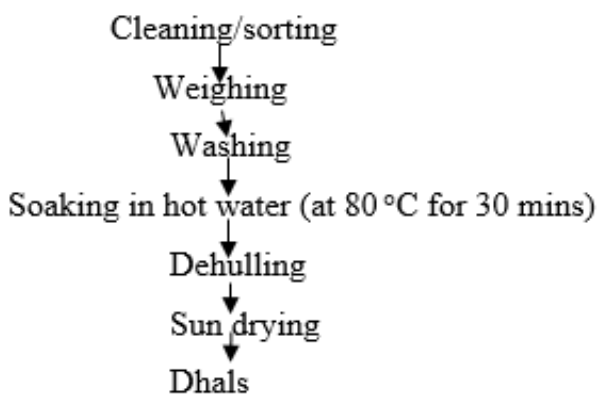 Cleaning/sorting
Weighing
Washing
Soaking in hot water (at 80 °C for 30 mins)
Dehulling
Sun drying
Dhals